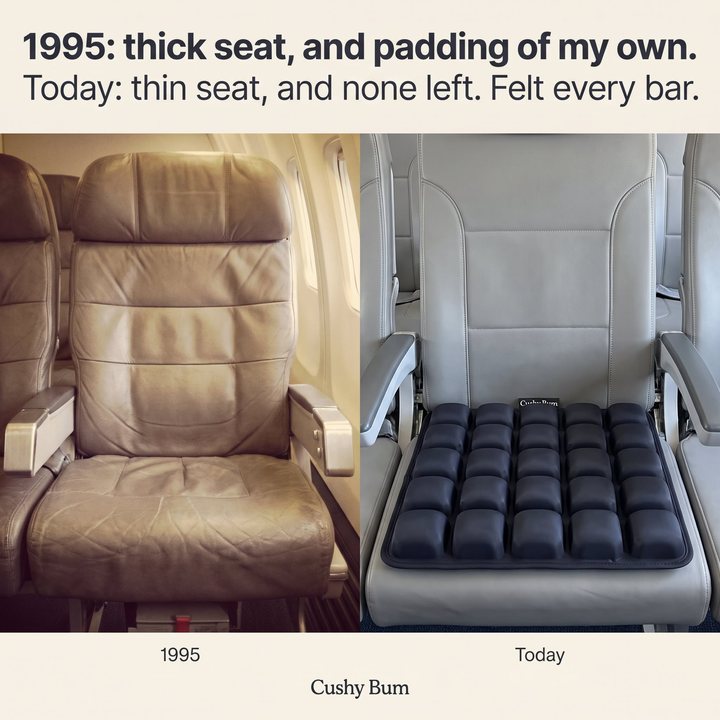 1995: thick seat, and padding of my own.
Today: thin seat, and none left. Felt every bar.
Cushy Bum
1995
Today
Cushy Bum